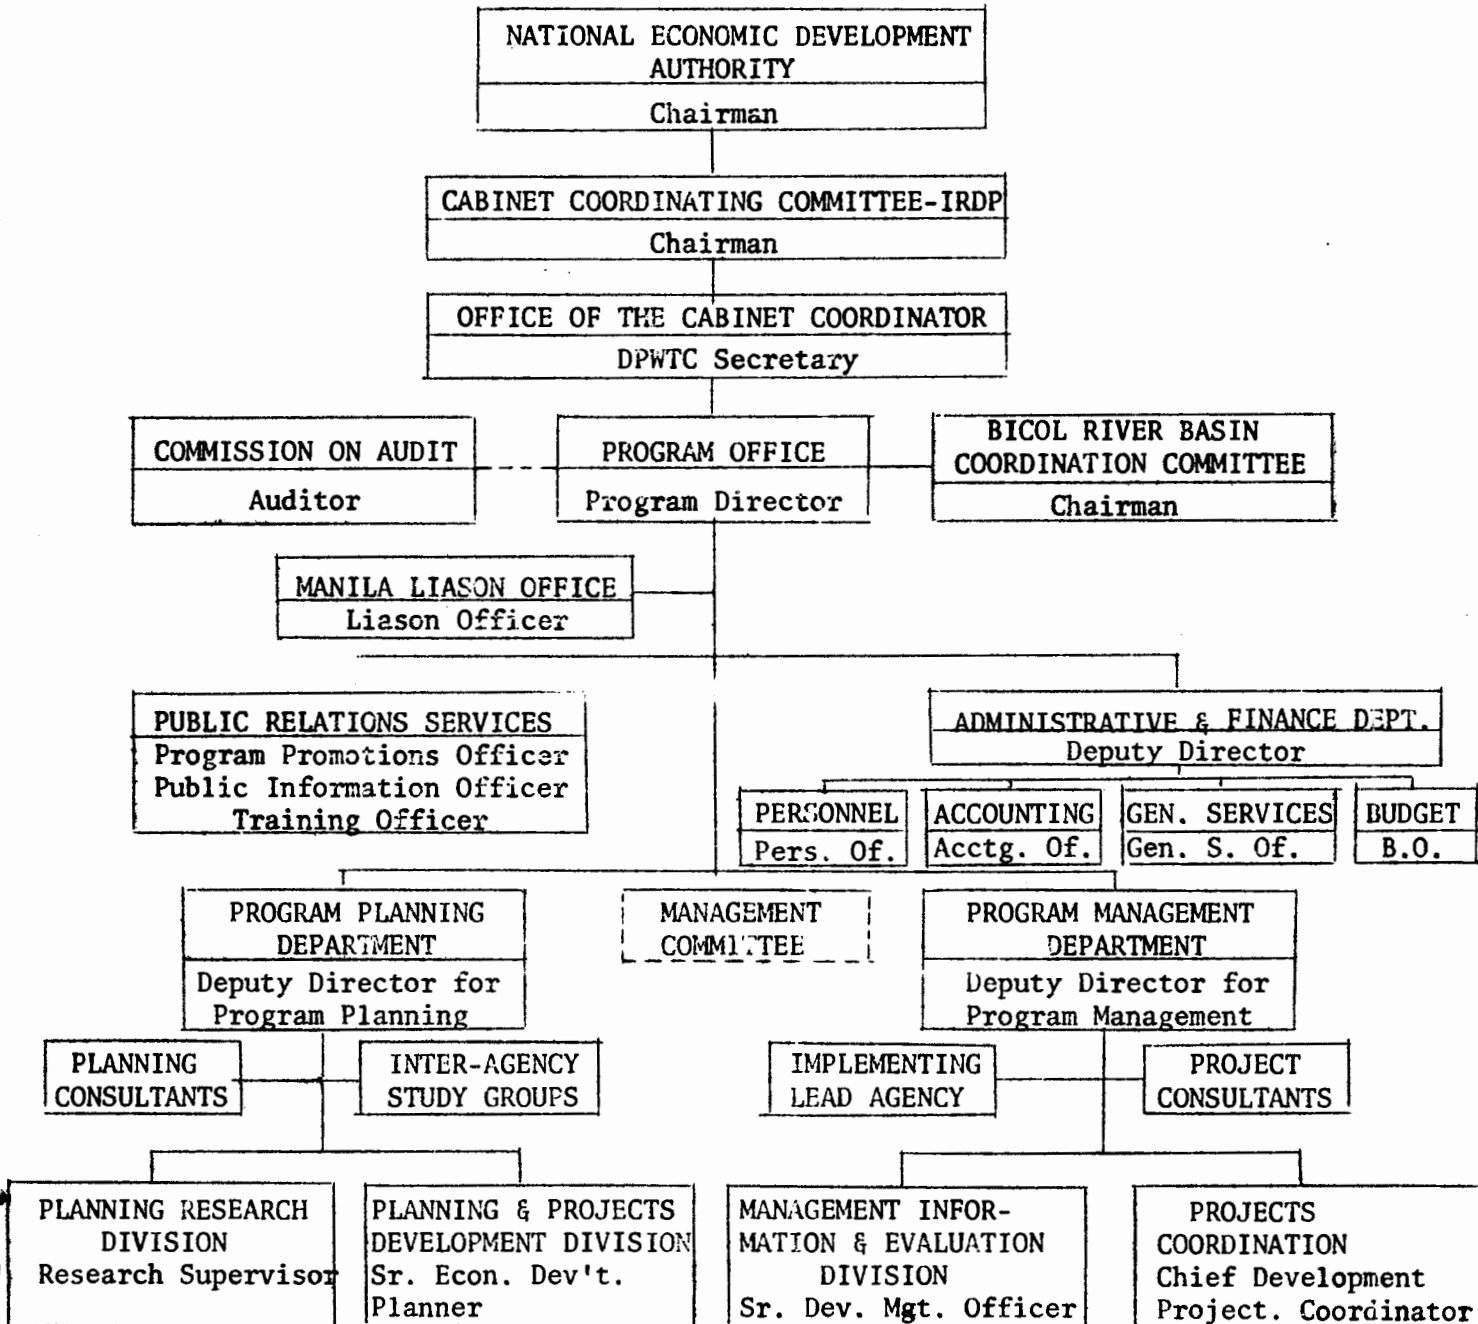 NATIONAL ECONOMIC DEVELOPMENT
AUTHORITY
Chairman
CABINET COORDINATING COMMITTEE-IRDP
Chairman
OFFICE OF THE CABINET COORDINATOR
DPWTC Secretary
COMMISSION ON AUDIT
Auditor
PROGRAM OFFICE
Program Director
BICOL RIVER BASIN
COORDINATION COMMITTEE
Chairman
MANILA LIASON OFFICE
Liason Officer
PUBLIC RELATIONS SERVICES
Program Promotions Officer
Public Information Officer
Training Officer
ADMINISTRATIVE & FINANCE DEPT.
Deputy Director
PERSONNEL
Pers. Of.
ACCOUNTING
Acctg. Of.
GEN. SERVICES
Gen. S. Of.
BUDGET
B.O.
PROGRAM PLANNING
DEPARTMENT
Deputy Director for
Program Planning
MANAGEMENT
COMMITTEE
PROGRAM MANAGEMENT
DEPARTMENT
Deputy Director for
Program Management
PLANNING
CONSULTANTS
INTER-AGENCY
STUDY GROUPS
IMPLEMENTING
LEAD AGENCY
PROJECT
CONSULTANTS
PLANNING RESEARCH
DIVISION
Research Supervisor
PLANNING & PROJECTS
DEVELOPMENT DIVISION
Sr. Econ. Dev't.
Planner
MANAGEMENT INFOR-
MATION & EVALUATION
DIVISION
Sr. Dev. Mgt. Officer
PROJECTS
COORDINATION
Chief Development
Project. Coordinator